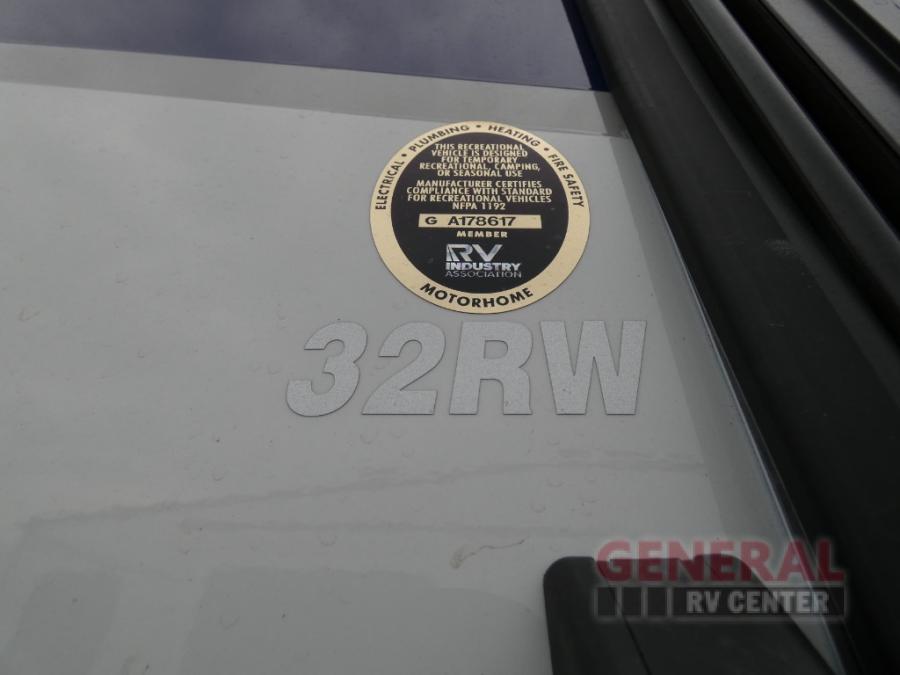 ELECTRICAL • PLUMBING • HEATING • FIRE SAFETY
THIS RECREATIONAL
VEHICLE IS DESIGNED
FOR TEMPORARY
RECREATIONAL, CAMPING,
OR SEASONAL USE
MANUFACTURER CERTIFIES
COMPLIANCE WITH STANDARD
FOR RECREATIONAL VEHICLES
NFPA 1192
G A178617
MEMBER
RV
INDUSTRY
ASSOCIATION
MOTORHOME
32RW
GENERAL
RV CENTER